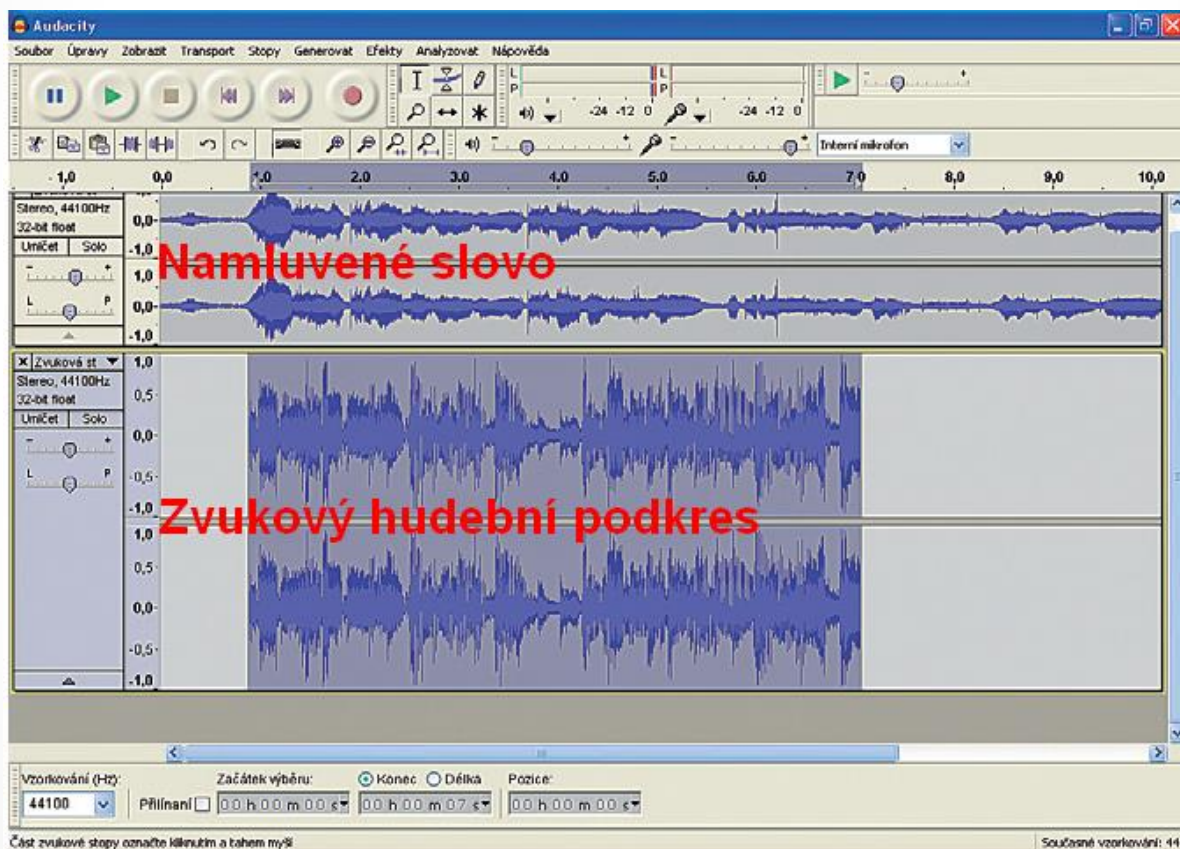 Audacity
Soubor Úpravy Zobrazit Transport Stopy Generovat Efekty Analyzovat Nápověda
L
P
-24 -12 0
L
P
-24 -12 0
- +
- + - + Interní mikrofon
- 1,0 0,0 1,0 2,0 3,0 4,0 5,0 6,0 7,0 8,0 9,0 10,0
Stereo, 44100Hz
32-bit float
Umlčet Solo
- +
L P
0,0-
-1,0
1,0
0,0-
-1,0
Namluvené slovo
X Zvuková st
Stereo, 44100Hz
32-bit float
Umlčet Solo
- +
L P
1,0
0,5-
0,0-
-0,5-
-1,0
1,0
0,5-
0,0-
-0,5-
-1,0
Zvukový hudební podkres
Vzorkování (Hz): Začátek výběru: Konec Délka Pozice:
44100 Přilínaní 00 h 00 m 00 s 00 h 00 m 07 s 00 h 00 m 00 s
Část zvukové stopy označte kliknutím a tahem myši Současné vzorkování: 44